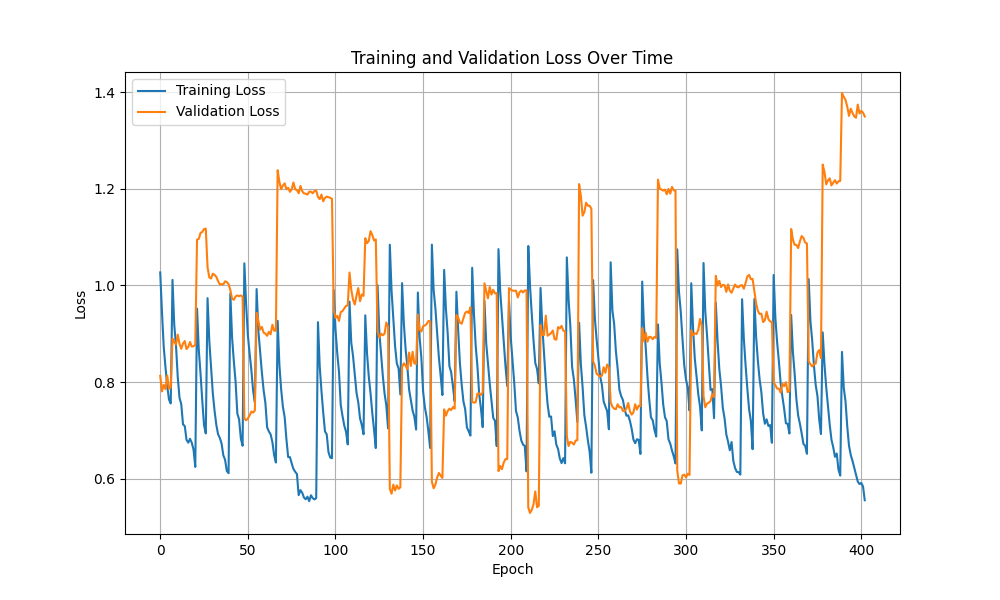 Training and Validation Loss Over Time
Training Loss
Validation Loss
Loss
1.4
1.2
1.0
0.8
0.6
0 50 100 150 200 250 300 350 400
Epoch